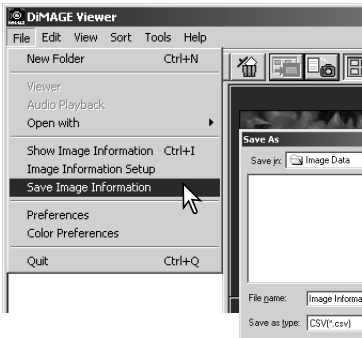 DiMAGE Viewer
File Edit View Sort Tools Help
New Folder Ctrl+N
Viewer
Audio Playback
Open with
Show Image Information Ctrl+I
Image Information Setup
Save Image Information
Preferences
Color Preferences
Quit Ctrl+Q
Save As
Save in: Image Data
File name: Image Informa
Save as type: CSV(*.csv)